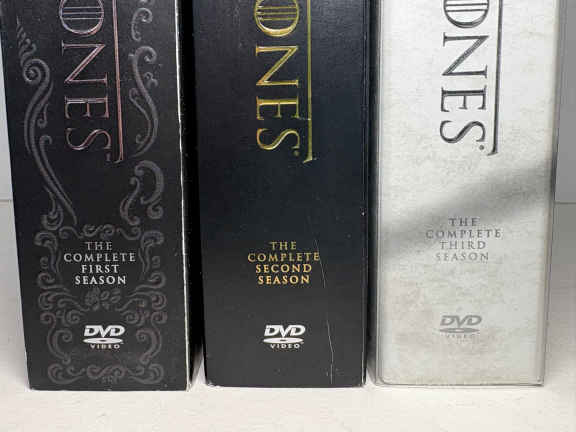 ONES
THE
COMPLETE
FIRST
SEASON
DVD
VIDEO
ONES
THE
COMPLETE
SECOND
SEASON
DVD
VIDEO
ONES
THE
COMPLETE
THIRD
SEASON
DVD
VIDEO